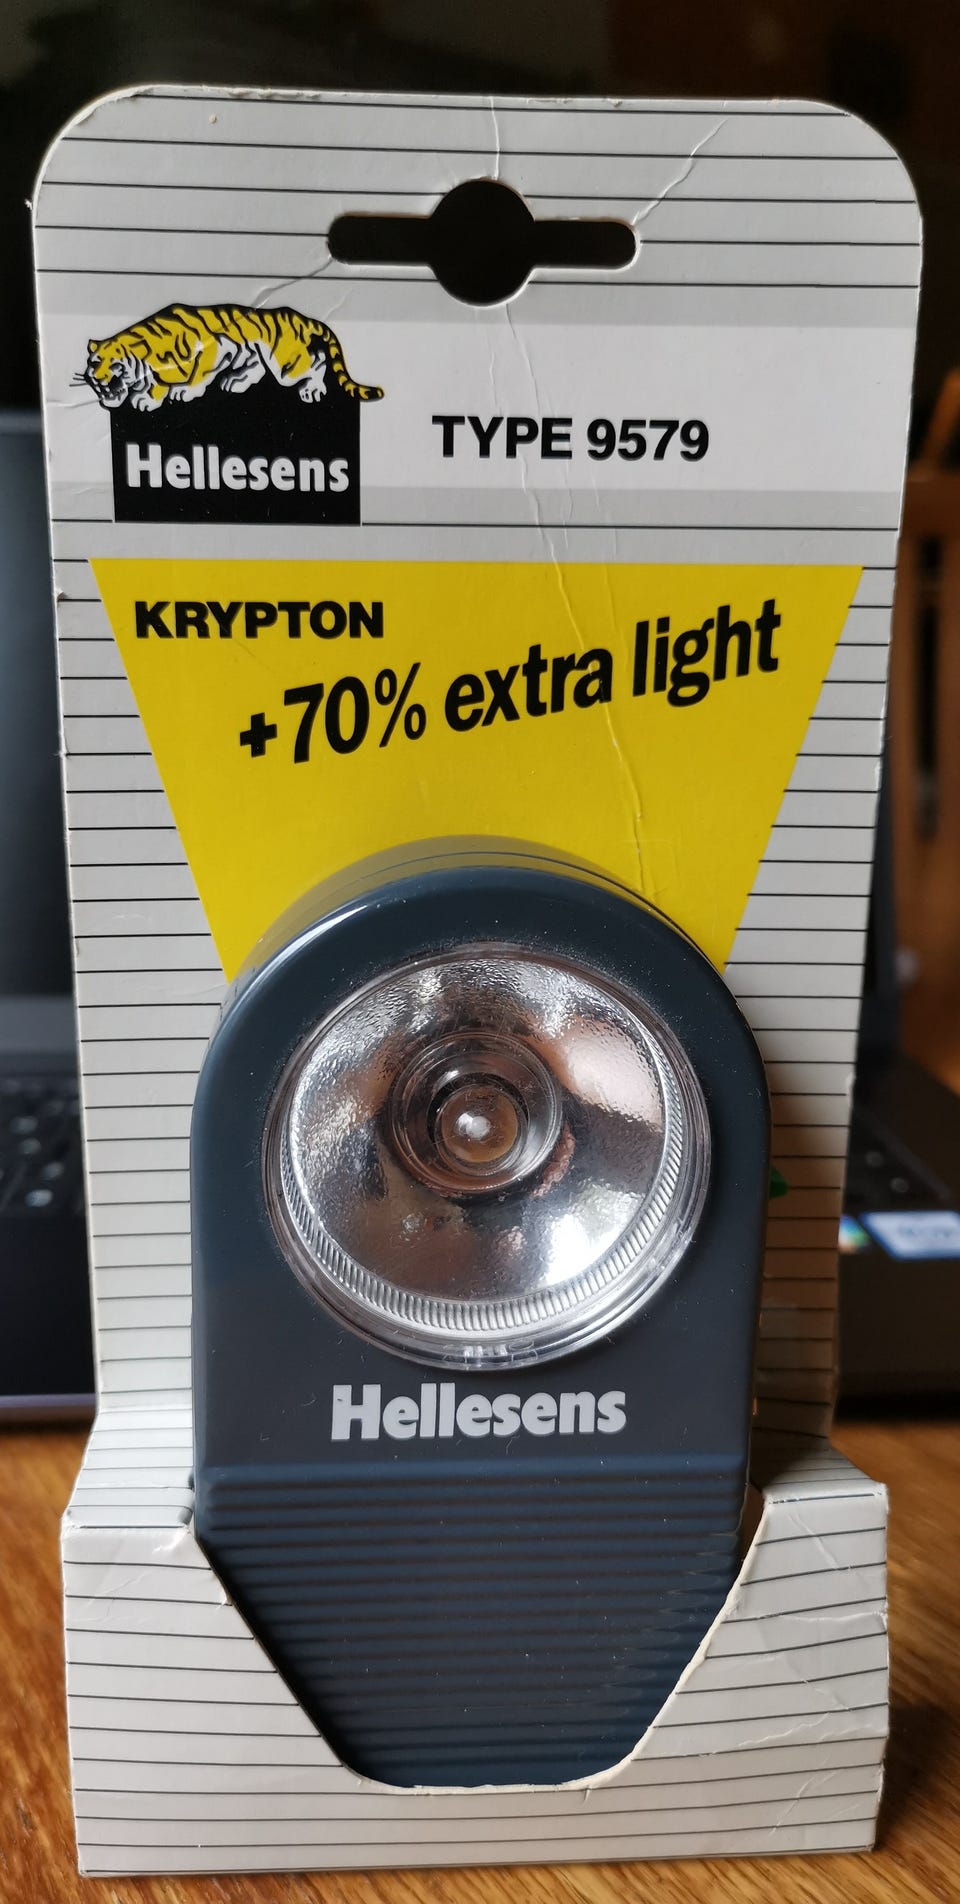 Hellesens
TYPE 9579
KRYPTON
+70% extra light
Hellesens